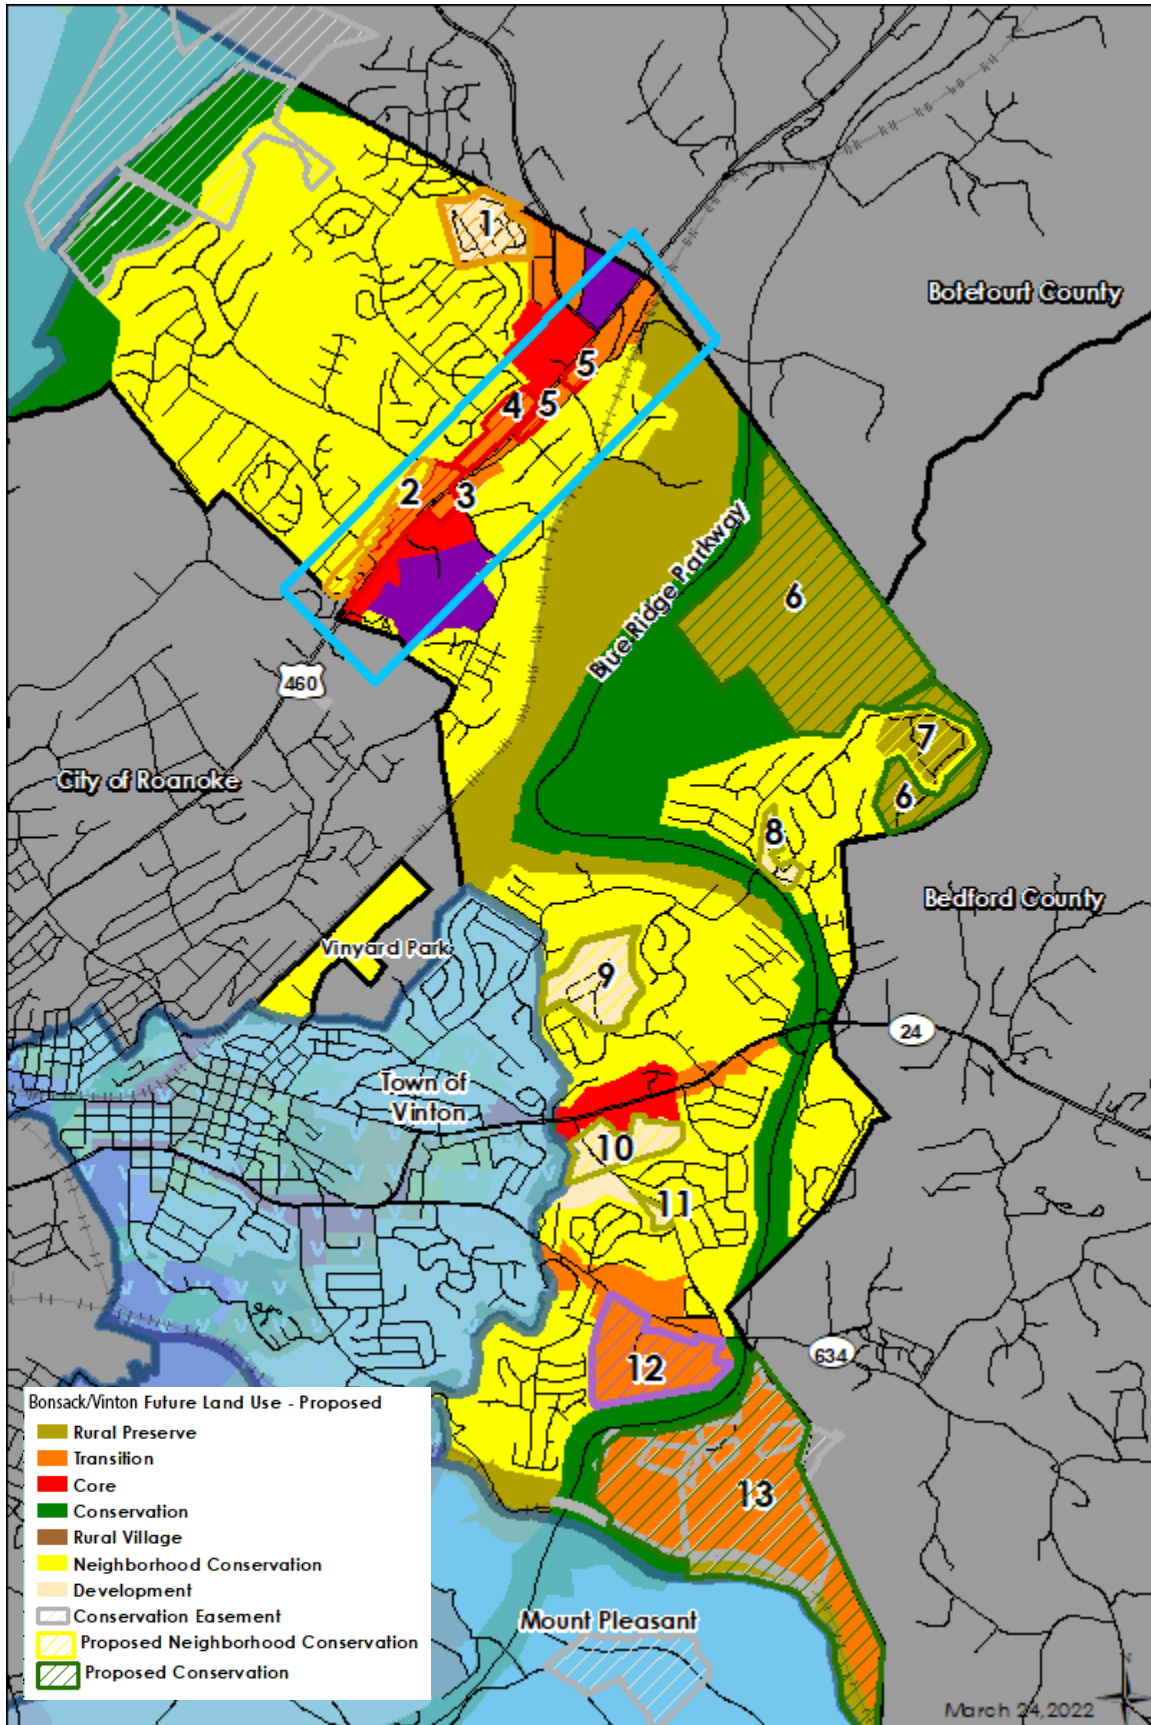 1
Botetourt County
5
4
5
2
3
Blue Ridge Parkway
6
460
7
City of Roanoke
6
8
Bedford County
Vinyard Park
9
24
Town of
Vinton
10
11
634
12
Bonsack/Vinton Future Land Use - Proposed
Rural Preserve
Transition
Core
Conservation
Rural Village
Neighborhood Conservation
Development
Conservation Easement
Proposed Neighborhood Conservation
Proposed Conservation
13
Mount Pleasant
N
March 24,2022